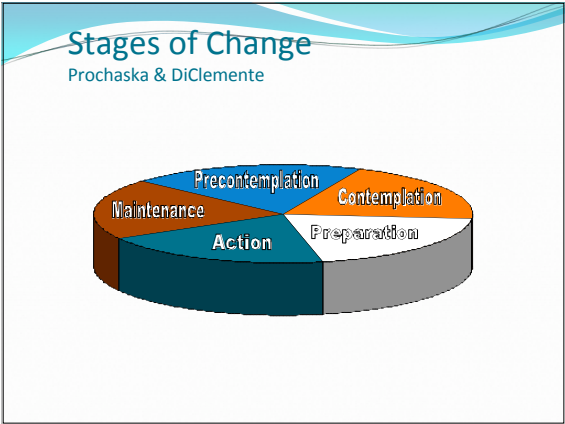 Stages of Change
Prochaska & DiClemente
Precontemplation
Contemplation
Maintenance
Preparation
Action